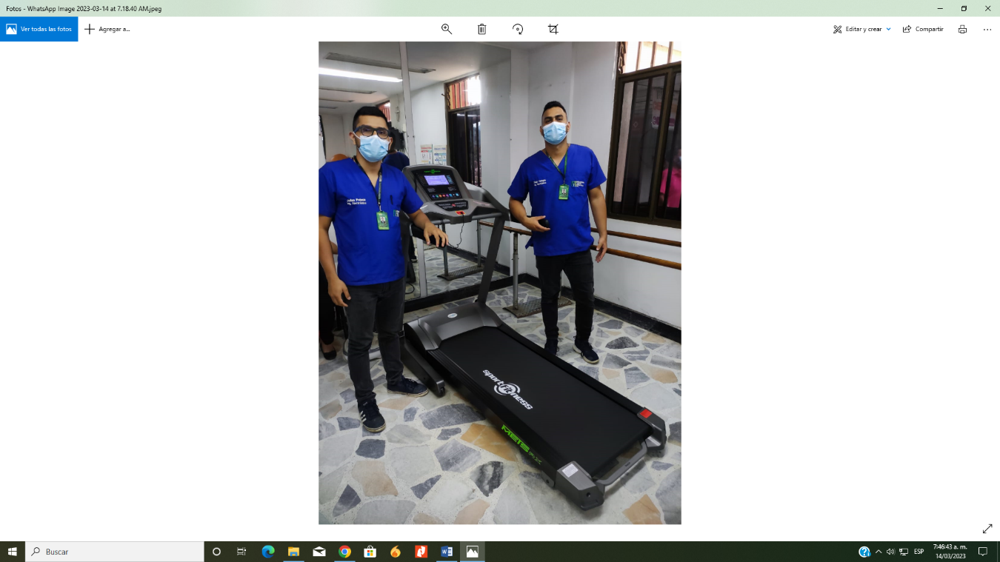 Fotos - WhatsApp Image 2023-03-14 at 7.18.40 AM.jpeg
Ver todas las fotos
Agregar a...
Editar y crear
Compartir
sportfitness
METS
Buscar
ESP
7:46:43 a. m.
14/03/2023